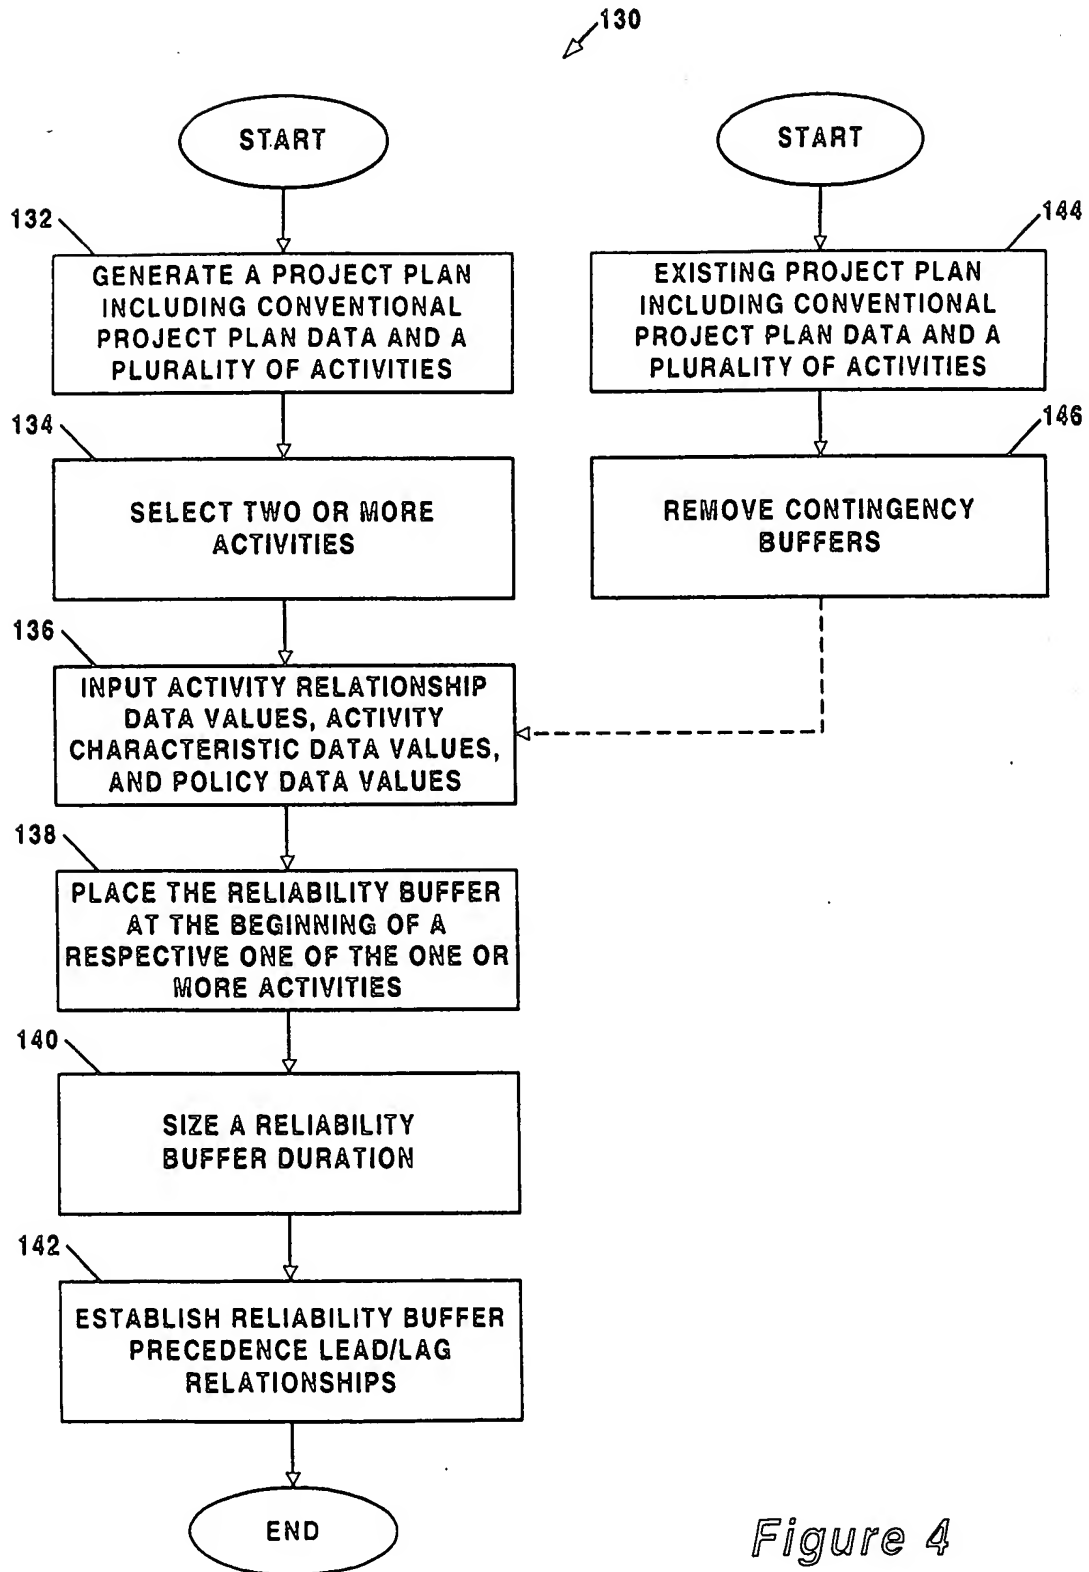 130
START
132
GENERATE A PROJECT PLAN
INCLUDING CONVENTIONAL
PROJECT PLAN DATA AND A
PLURALITY OF ACTIVITIES
134
SELECT TWO OR MORE
ACTIVITIES
136
INPUT ACTIVITY RELATIONSHIP
DATA VALUES, ACTIVITY
CHARACTERISTIC DATA VALUES,
AND POLICY DATA VALUES
138
PLACE THE RELIABILITY BUFFER
AT THE BEGINNING OF A
RESPECTIVE ONE OF THE ONE OR
MORE ACTIVITIES
140
SIZE A RELIABILITY
BUFFER DURATION
142
ESTABLISH RELIABILITY BUFFER
PRECEDENCE LEAD/LAG
RELATIONSHIPS
END
START
144
EXISTING PROJECT PLAN
INCLUDING CONVENTIONAL
PROJECT PLAN DATA AND A
PLURALITY OF ACTIVITIES
146
REMOVE CONTINGENCY
BUFFERS
Figure 4